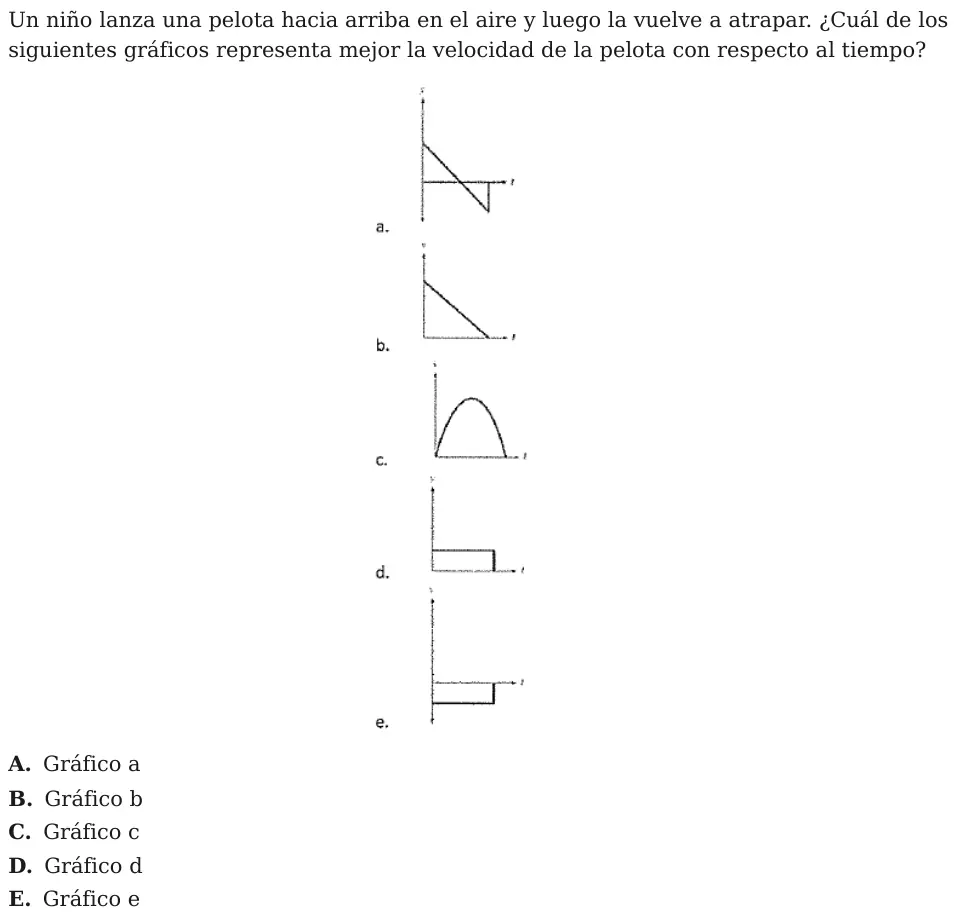 Un niño lanza una pelota hacia arriba en el aire y luego la vuelve a atrapar. ¿Cuál de los
siguientes gráficos representa mejor la velocidad de la pelota con respecto al tiempo?
t
a.
v
t
b.
t
c.
v
t
d.
t
e.
A. Gráfico a
B. Gráfico b
C. Gráfico c
D. Gráfico d
E. Gráfico e